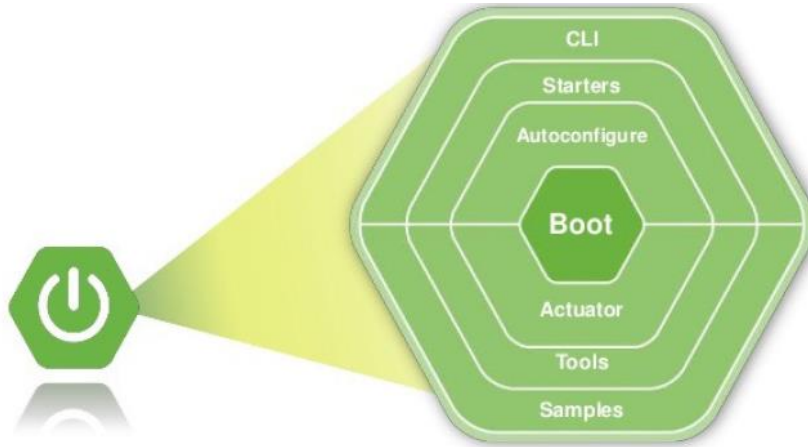 CLI
Starters
Autoconfigure
Boot
Actuator
Tools
Samples